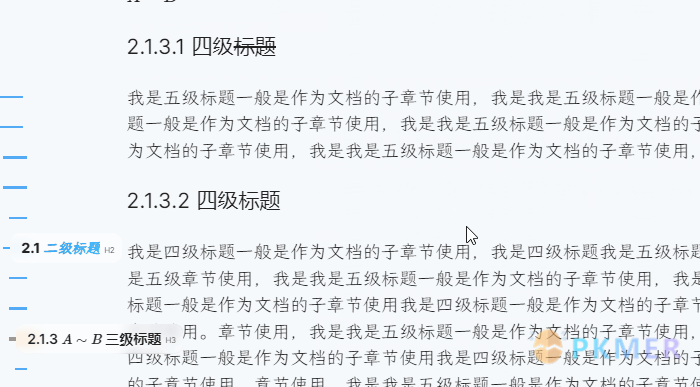 2.1.3.1 四级标题
我是五级标题一般是作为文档的子章节使用，我是我是五级标题一般是作
题一般是作为文档的子章节使用，我是我是五级标题一般是作为文档的子
为文档的子章节使用，我是我是五级标题一般是作为文档的子章节使用，
2.1.3.2 四级标题
2.1 二级标题 H2
我是四级标题一般是作为文档的子章节使用，我是四级标题我是五级标题
是五级章节使用，我是我是五级标题一般是作为文档的子章节使用，我是
标题一般是作为文档的子章节使用我是四级标题一般是作为文档的子章节
用。章节使用，我是我是五级标题一般是作为文档的子章节使用，
2.1.3 A ~ B 三级标题 H3
四级标题一般是作为文档的子章节使用我是四级标题一般是作为文档的子
的子章节使用，章节使用，我是我是五级标题一般是作为文档的子章节使
PKMER